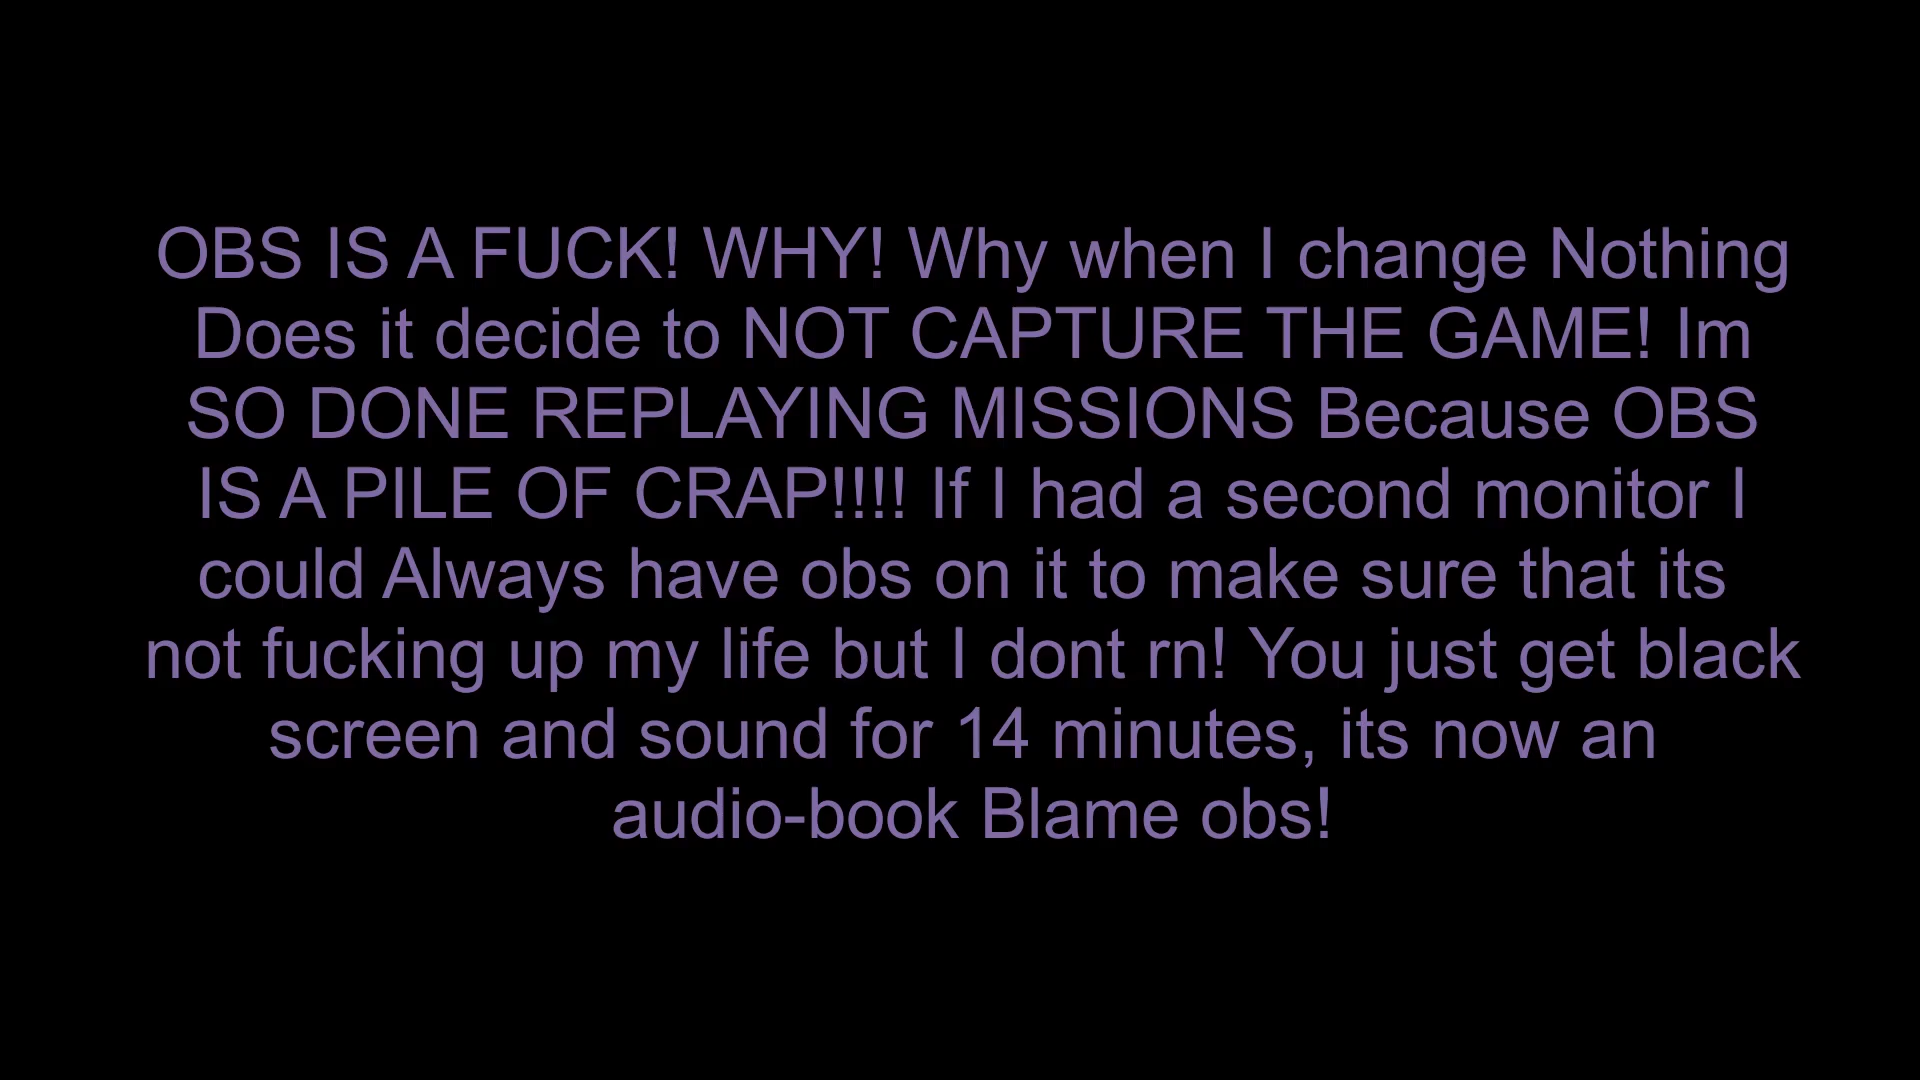 OBS IS A FUCK! WHY! Why when I change Nothing
Does it decide to NOT CAPTURE THE GAME! Im
SO DONE REPLAYING MISSIONS Because OBS
IS A PILE OF CRAP!!!! If I had a second monitor I
could Always have obs on it to make sure that its
not fucking up my life but I dont rn! You just get black
screen and sound for 14 minutes, its now an
audio-book Blame obs!